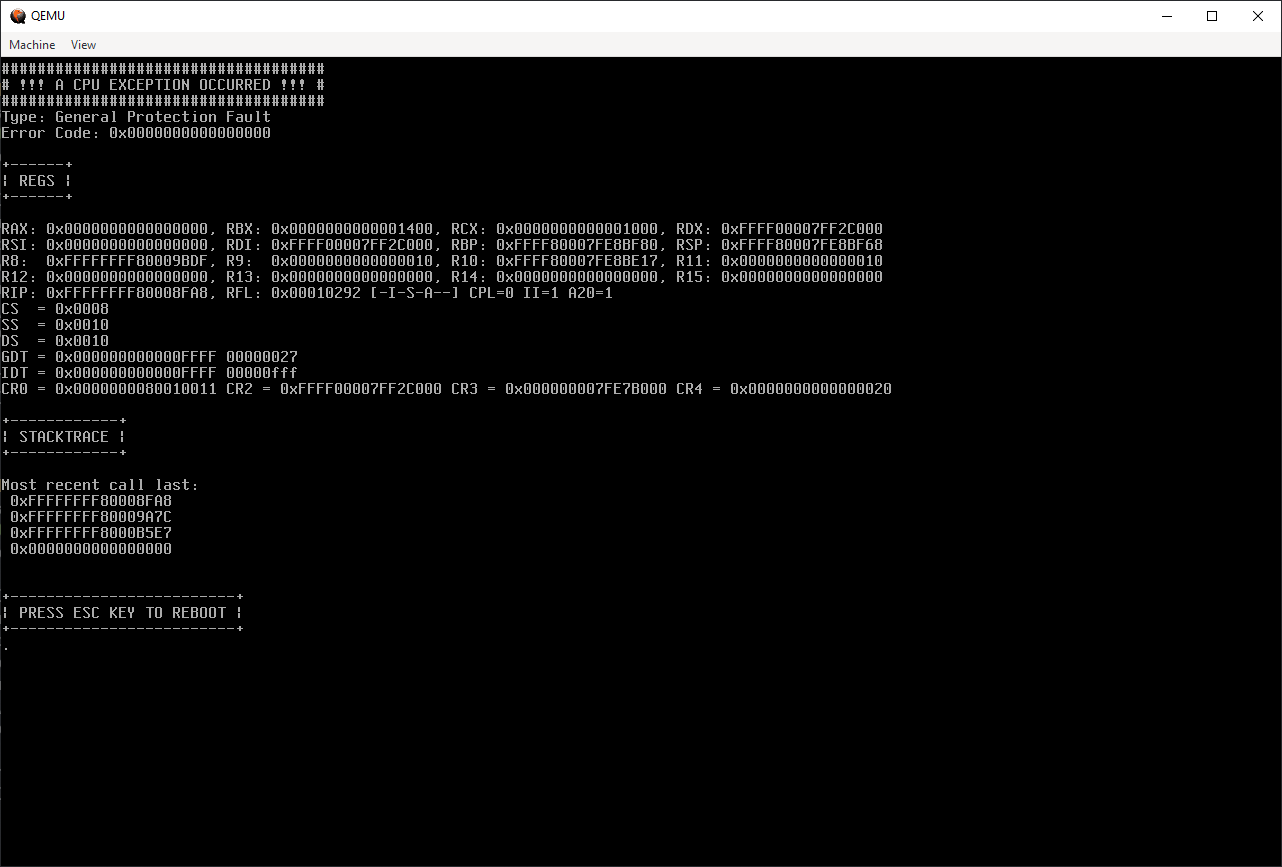 QEMU
Machine View
####################################
# !!! A CPU EXCEPTION OCCURRED !!! #
####################################
Type: General Protection Fault
Error Code: 0x0000000000000000
+------+
¦ REGS ¦
+------+
RAX: 0x0000000000000000, RBX: 0x0000000000001400, RCX: 0x0000000000001000, RDX: 0xFFFF00007FF2C000
RSI: 0x0000000000000000, RDI: 0xFFFF00007FF2C000, RBP: 0xFFFF80007FE8BF80, RSP: 0xFFFF80007FE8BF68
R8:  0xFFFFFFFF80009BDF, R9:  0x0000000000000010, R10: 0xFFFF80007FE8BE17, R11: 0x0000000000000010
R12: 0x0000000000000000, R13: 0x0000000000000000, R14: 0x0000000000000000, R15: 0x0000000000000000
RIP: 0xFFFFFFFF80008FA8, RFL: 0x00010292 [-I-S-A--] CPL=0 II=1 A20=1
CS  = 0x0008
SS  = 0x0010
DS  = 0x0010
GDT = 0x000000000000FFFF 00000027
IDT = 0x000000000000FFFF 00000fff
CR0 = 0x0000000080010011 CR2 = 0xFFFF00007FF2C000 CR3 = 0x000000007FE7B000 CR4 = 0x0000000000000020
+------------+
¦ STACKTRACE ¦
+------------+
Most recent call last:
0xFFFFFFFF80008FA8
0xFFFFFFFF80009A7C
0xFFFFFFFF8000B5E7
0x0000000000000000
+-------------------------+
¦ PRESS ESC KEY TO REBOOT ¦
+-------------------------+
.